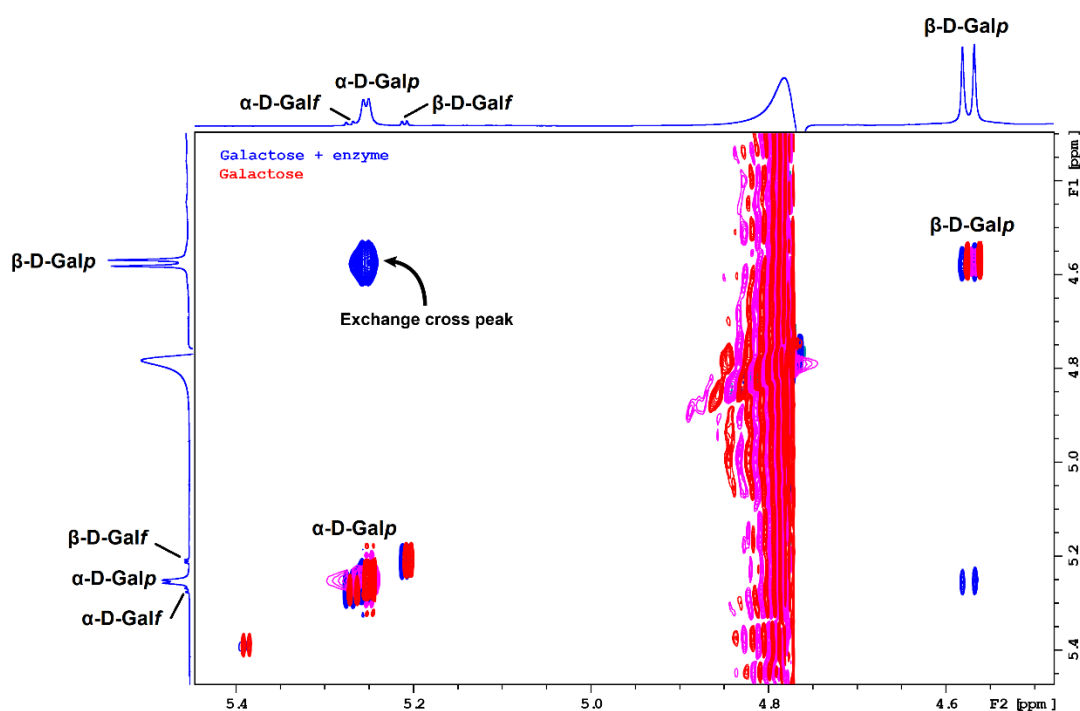 β-D-Galp
α-D-Galp
α-D-Galf
β-D-Galf
Galactose + enzyme
Galactose
F1 [ppm]
β-D-Galp
β-D-Galp
4.6
Exchange cross peak
4.8
5.0
α-D-Galp
β-D-Galf
5.2
α-D-Galp
α-D-Galf
5.4
5.4
5.2
5.0
4.8
4.6
F2 [ppm]